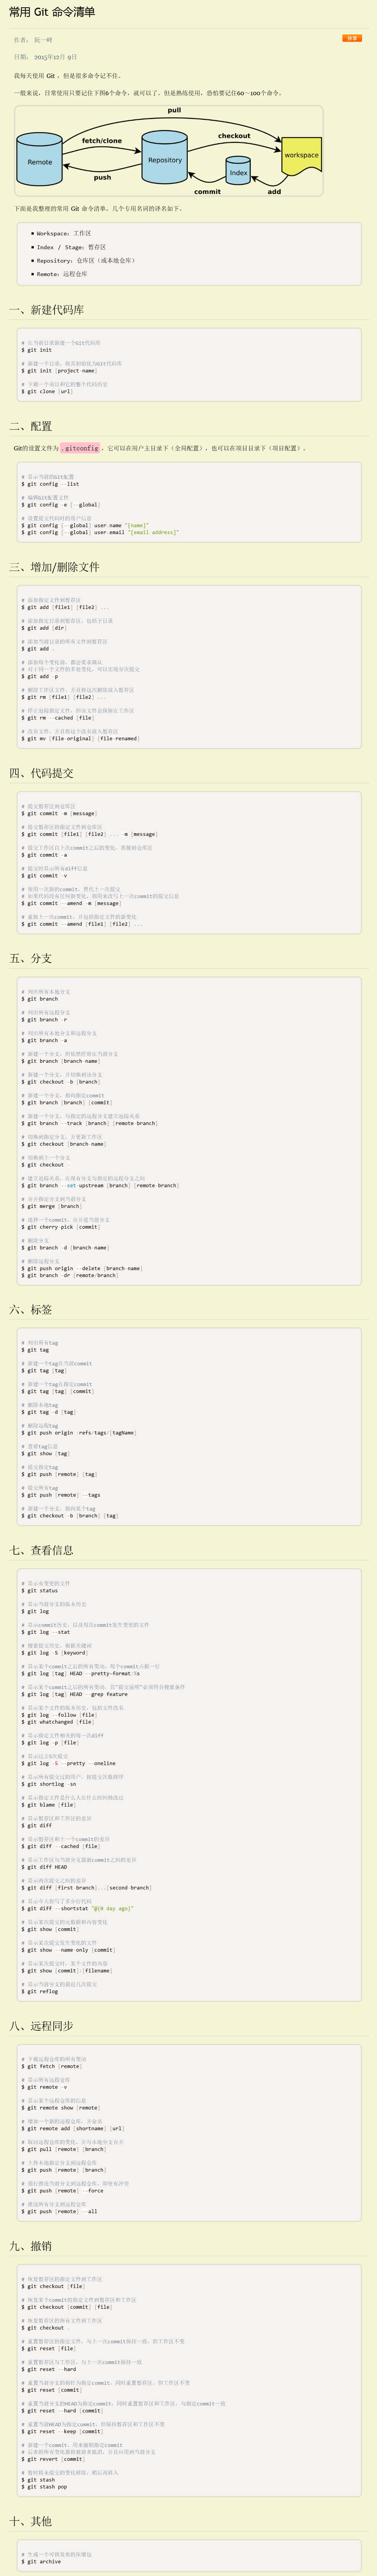 常用 Git 命令清单
作者： 阮一峰
日期： 2015年12月 9日
我每天使用 Git ，但是很多命令记不住。
一般来说，日常使用只要记住下图6个命令，就可以了。但是熟练使用，恐怕要记住60～100个命令。
pull
fetch/clone
checkout
Remote
Repository
Index
workspace
push
commit
add
下面是我整理的常用 Git 命令清单。几个专用名词的译名如下。
Workspace：工作区
Index / Stage：暂存区
Repository：仓库区（或本地仓库）
Remote：远程仓库
一、新建代码库
# 在当前目录新建一个Git代码库
$ git init
# 新建一个目录，将其初始化为Git代码库
$ git init [project-name]
# 下载一个项目和它的整个代码历史
$ git clone [url]
二、配置
Git的设置文件为 .gitconfig ，它可以在用户主目录下（全局配置），也可以在项目目录下（项目配置）。
# 显示当前的Git配置
$ git config --list
# 编辑Git配置文件
$ git config -e [--global]
# 设置提交代码时的用户信息
$ git config [--global] user.name "[name]"
$ git config [--global] user.email "[email address]"
三、增加/删除文件
# 添加指定文件到暂存区
$ git add [file1] [file2] ...
# 添加指定目录到暂存区，包括子目录
$ git add [dir]
# 添加当前目录的所有文件到暂存区
$ git add .
# 添加每个变化前，都会要求确认
# 对于同一个文件的多处变化，可以实现分次提交
$ git add -p
# 删除工作区文件，并且将这次删除放入暂存区
$ git rm [file1] [file2] ...
# 停止追踪指定文件，但该文件会保留在工作区
$ git rm --cached [file]
# 改名文件，并且将这个改名放入暂存区
$ git mv [file-original] [file-renamed]
四、代码提交
# 提交暂存区到仓库区
$ git commit -m [message]
# 提交暂存区的指定文件到仓库区
$ git commit [file1] [file2] ... -m [message]
# 提交工作区自上次commit之后的变化，直接到仓库区
$ git commit -a
# 提交时显示所有diff信息
$ git commit -v
# 使用一次新的commit，替代上一次提交
# 如果代码没有任何新变化，则用来改写上一次commit的提交信息
$ git commit --amend -m [message]
# 重做上一次commit，并包括指定文件的新变化
$ git commit --amend [file1] [file2] ...
五、分支
# 列出所有本地分支
$ git branch
# 列出所有远程分支
$ git branch -r
# 列出所有本地分支和远程分支
$ git branch -a
# 新建一个分支，但依然停留在当前分支
$ git branch [branch-name]
# 新建一个分支，并切换到该分支
$ git checkout -b [branch]
# 新建一个分支，指向指定commit
$ git branch [branch] [commit]
# 新建一个分支，与指定的远程分支建立追踪关系
$ git branch --track [branch] [remote-branch]
# 切换到指定分支，并更新工作区
$ git checkout [branch-name]
# 切换到上一个分支
$ git checkout -
# 建立追踪关系，在现有分支与指定的远程分支之间
$ git branch --set-upstream [branch] [remote-branch]
# 合并指定分支到当前分支
$ git merge [branch]
# 选择一个commit，合并进当前分支
$ git cherry-pick [commit]
# 删除分支
$ git branch -d [branch-name]
# 删除远程分支
$ git push origin --delete [branch-name]
$ git branch -dr [remote/branch]
六、标签
# 列出所有tag
$ git tag
# 新建一个tag在当前commit
$ git tag [tag]
# 新建一个tag在指定commit
$ git tag [tag] [commit]
# 删除本地tag
$ git tag -d [tag]
# 删除远程tag
$ git push origin :refs/tags/[tagName]
# 查看tag信息
$ git show [tag]
# 提交指定tag
$ git push [remote] [tag]
# 提交所有tag
$ git push [remote] --tags
# 新建一个分支，指向某个tag
$ git checkout -b [branch] [tag]
七、查看信息
# 显示有变更的文件
$ git status
# 显示当前分支的版本历史
$ git log
# 显示commit历史，以及每次commit发生变更的文件
$ git log --stat
# 搜索提交历史，根据关键词
$ git log -S [keyword]
# 显示某个commit之后的所有变动，每个commit占据一行
$ git log [tag] HEAD --pretty=format:%s
# 显示某个commit之后的所有变动，其"提交说明"必须符合搜索条件
$ git log [tag] HEAD --grep feature
# 显示某个文件的版本历史，包括文件改名
$ git log --follow [file]
$ git whatchanged [file]
# 显示指定文件相关的每一次diff
$ git log -p [file]
# 显示过去5次提交
$ git log -5 --pretty --oneline
# 显示所有提交过的用户，按提交次数排序
$ git shortlog -sn
# 显示指定文件是什么人在什么时间修改过
$ git blame [file]
# 显示暂存区和工作区的差异
$ git diff
# 显示暂存区和上一个commit的差异
$ git diff --cached [file]
# 显示工作区与当前分支最新commit之间的差异
$ git diff HEAD
# 显示两次提交之间的差异
$ git diff [first-branch]...[second-branch]
# 显示今天你写了多少行代码
$ git diff --shortstat "@{0 day ago}"
# 显示某次提交的元数据和内容变化
$ git show [commit]
# 显示某次提交发生变化的文件
$ git show --name-only [commit]
# 显示某次提交时，某个文件的内容
$ git show [commit]:[filename]
# 显示当前分支的最近几次提交
$ git reflog
八、远程同步
# 下载远程仓库的所有变动
$ git fetch [remote]
# 显示所有远程仓库
$ git remote -v
# 显示某个远程仓库的信息
$ git remote show [remote]
# 增加一个新的远程仓库，并命名
$ git remote add [shortname] [url]
# 取回远程仓库的变化，并与本地分支合并
$ git pull [remote] [branch]
# 上传本地指定分支到远程仓库
$ git push [remote] [branch]
# 强行推送当前分支到远程仓库，即使有冲突
$ git push [remote] --force
# 推送所有分支到远程仓库
$ git push [remote] --all
九、撤销
# 恢复暂存区的指定文件到工作区
$ git checkout [file]
# 恢复某个commit的指定文件到暂存区和工作区
$ git checkout [commit] [file]
# 恢复暂存区的所有文件到工作区
$ git checkout .
# 重置暂存区的指定文件，与上一次commit保持一致，但工作区不变
$ git reset [file]
# 重置暂存区与工作区，与上一次commit保持一致
$ git reset --hard
# 重置当前分支的指针为指定commit，同时重置暂存区，但工作区不变
$ git reset [commit]
# 重置当前分支的HEAD为指定commit，同时重置暂存区和工作区，与指定commit一致
$ git reset --hard [commit]
# 重置当前HEAD为指定commit，但保持暂存区和工作区不变
$ git reset --keep [commit]
# 新建一个commit，用来撤销指定commit
# 后者的所有变化都将被前者抵消，并且应用到当前分支
$ git revert [commit]
# 暂时将未提交的变化移除，稍后再移入
$ git stash
$ git stash pop
十、其他
# 生成一个可供发布的压缩包
$ git archive